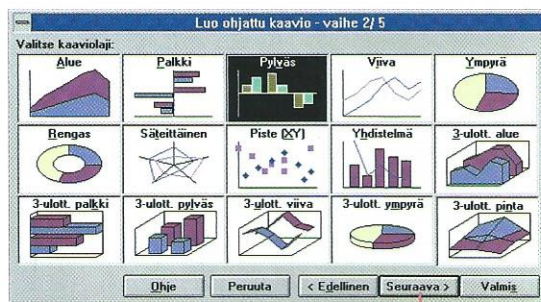 Luo ohjattu kaavio - vaihe 2/ 5
Valitse kaaviolaji:
Alue Palkki Pylväs Viiva Ympyrä
Rengas Säteittäinen Piste (XY) Yhdistelmä 3-ulott. alue
3-ulott. palkki 3-ulott. pylväs 3-ulott. viiva 3-ulott. ympyrä 3-ulott. pinta
Ohje Peruuta < Edellinen Seuraava > Valmis